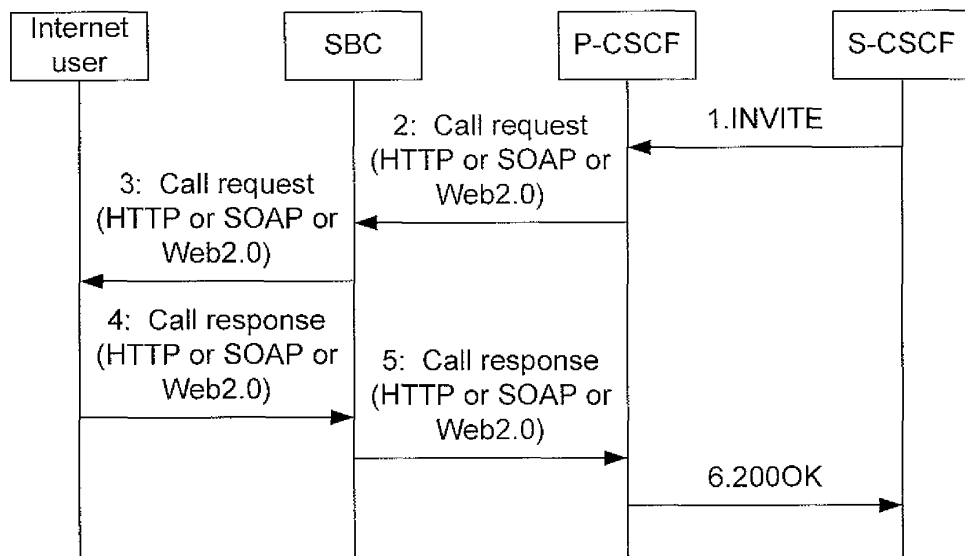 Internet
user
SBC
P-CSCF
S-CSCF
1.INVITE
2: Call request
(HTTP or SOAP or
Web2.0)
3: Call request
(HTTP or SOAP or
Web2.0)
4: Call response
(HTTP or SOAP or
Web2.0)
5: Call response
(HTTP or SOAP or
Web2.0)
6.200OK